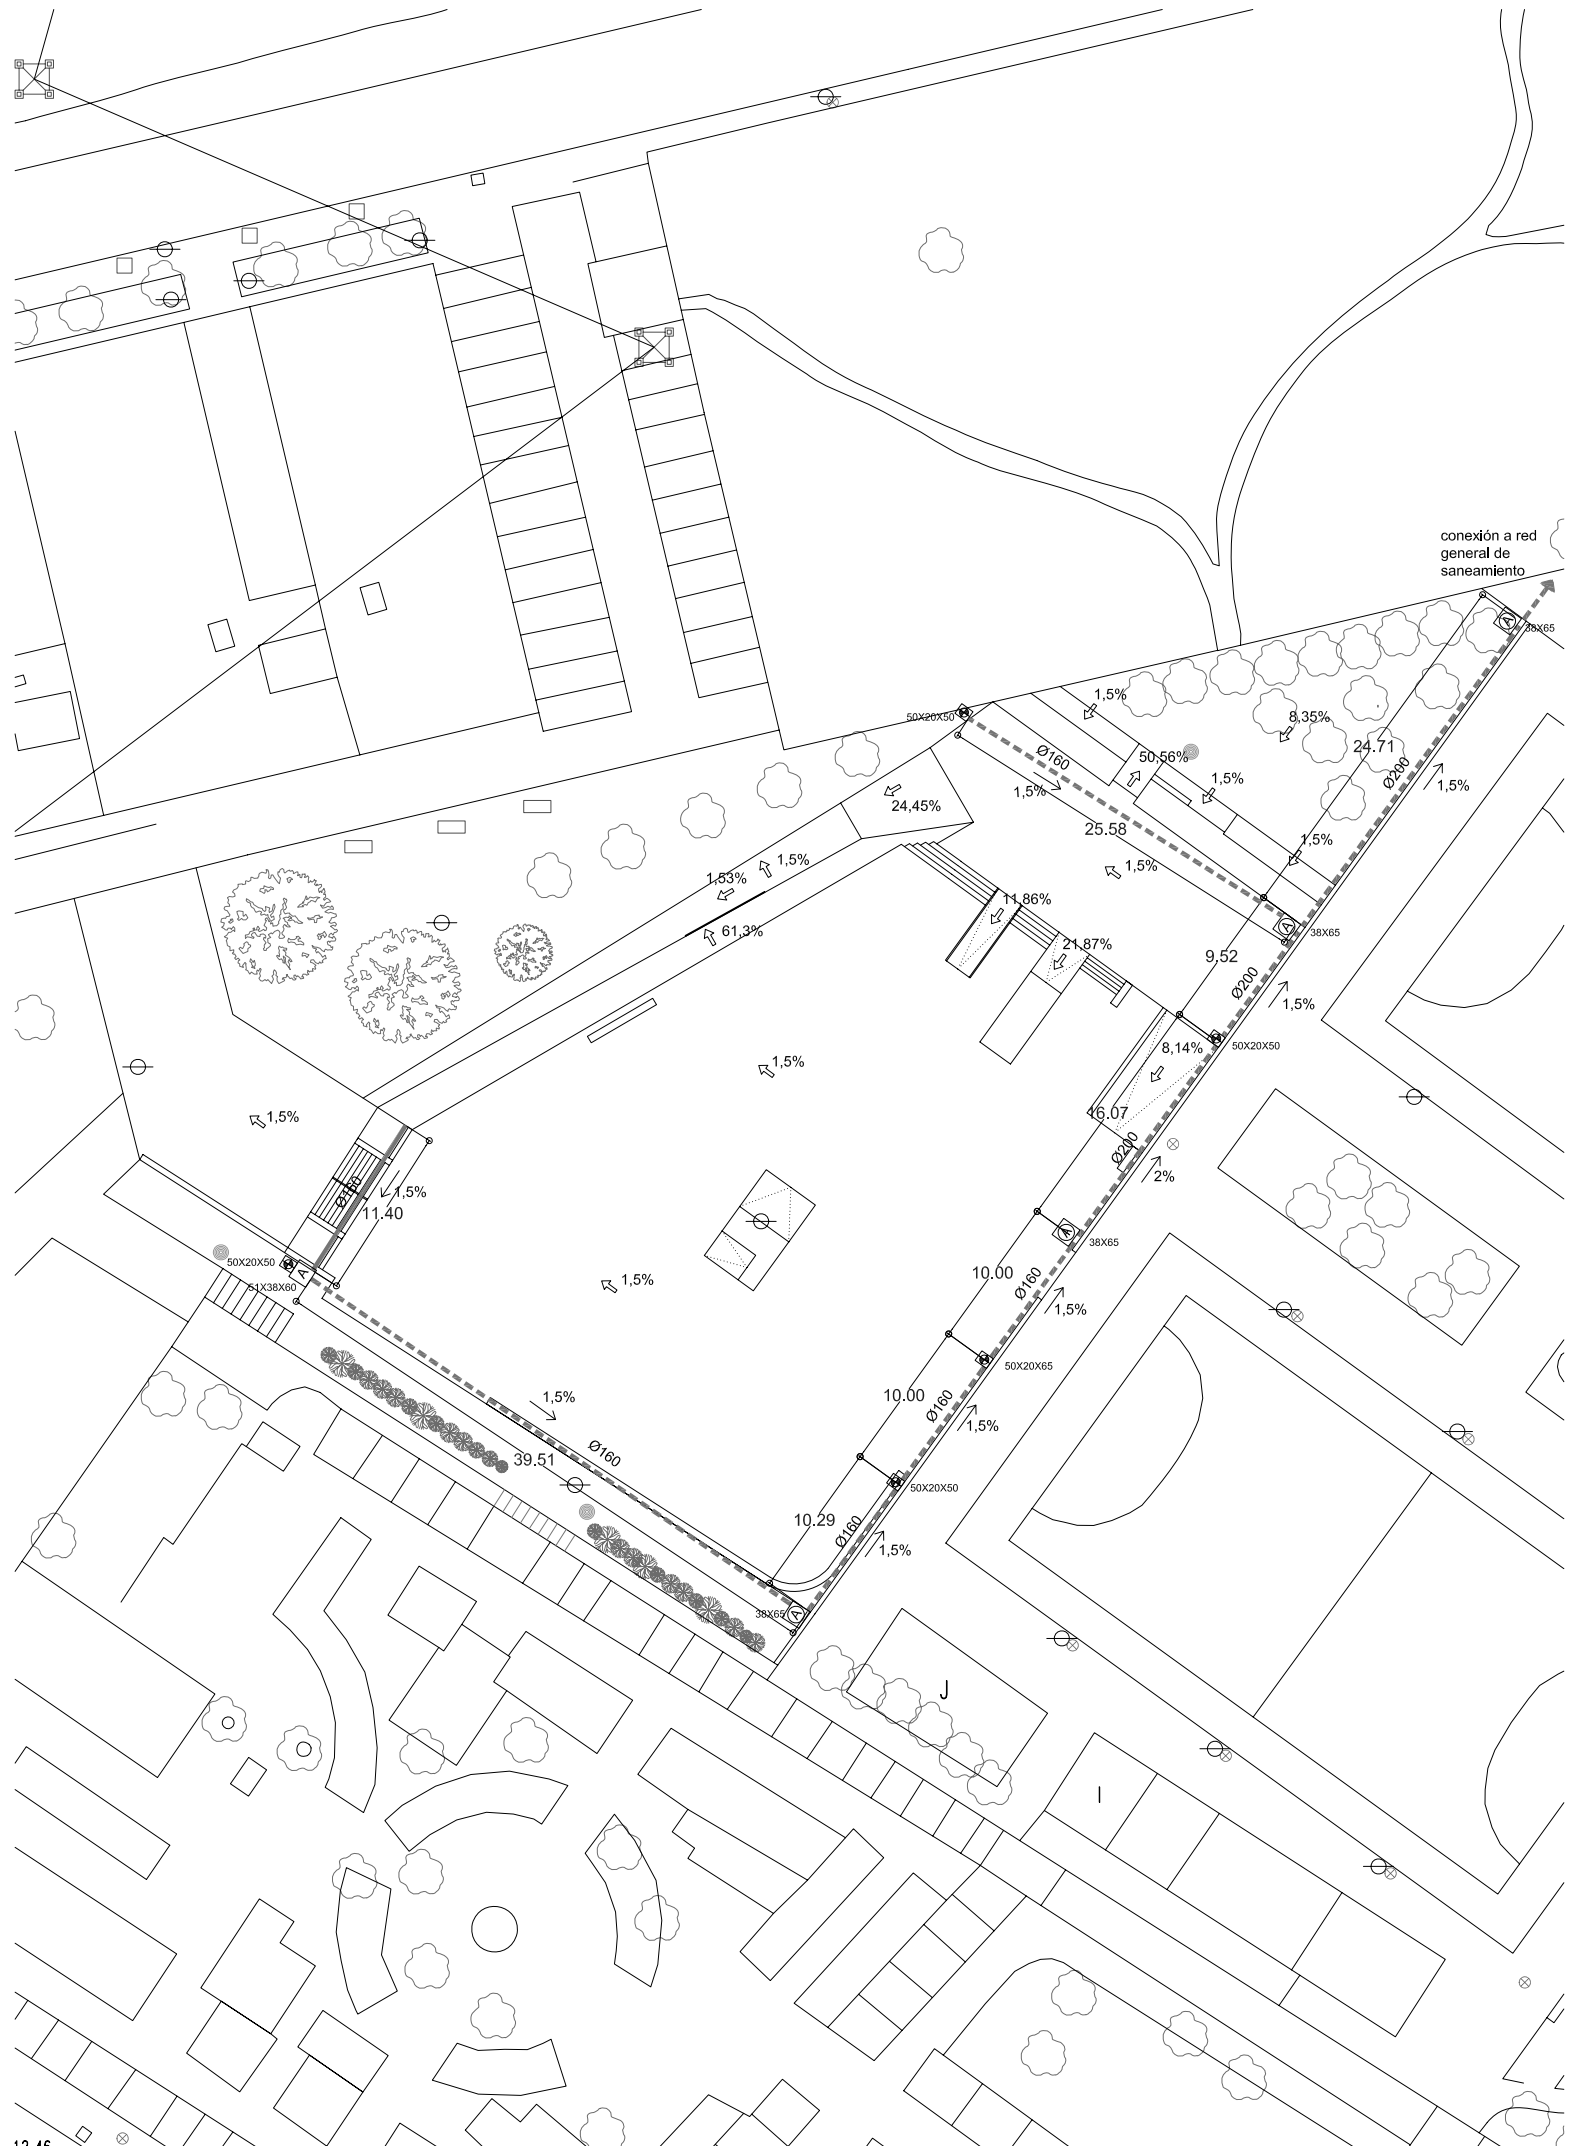 conexión a red
general de
saneamiento
A
38X65
1,5%
50X20X50
8,35%
24.71
Ø160
50,56%
Ø200
1,5%
1,5%
1,5%
24,45%
25.58
1,5%
1,5%
1,5%
1,53%
11,86%
A
38X65
61,3%
21,87%
9.52
Ø200
1,5%
8,14%
50X20X50
1,5%
16.07
1,5%
Ø200
2%
Ø160
1,5%
11.40
A
38X65
50X20X50
A
51X38X60
10.00
Ø160
1,5%
1,5%
50X20X65
1,5%
10.00
Ø160
1,5%
Ø160
39.51
50X20X50
10.29
Ø160
1,5%
38X65
A
J
I